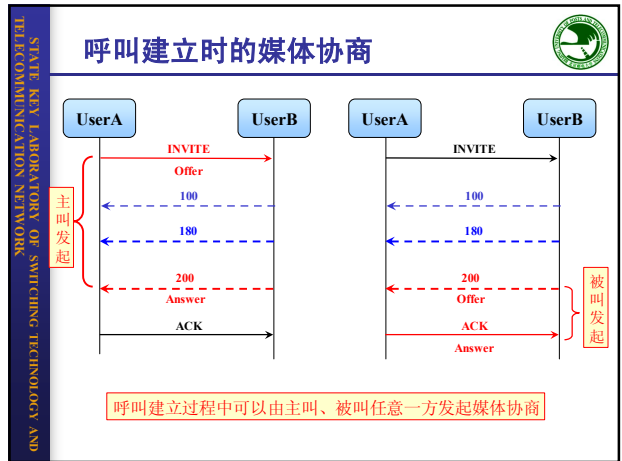 呼叫建立时的媒体协商
STATE KEY LABORATORY OF SWITCHING TECHNOLOGY AND
TELECOMMUNICATION NETWORK
UserA
UserB
INVITE
Offer
100
180
200
Answer
ACK
主叫发起
UserA
UserB
INVITE
100
180
200
Offer
ACK
Answer
被叫发起
呼叫建立过程中可以由主叫、被叫任意一方发起媒体协商